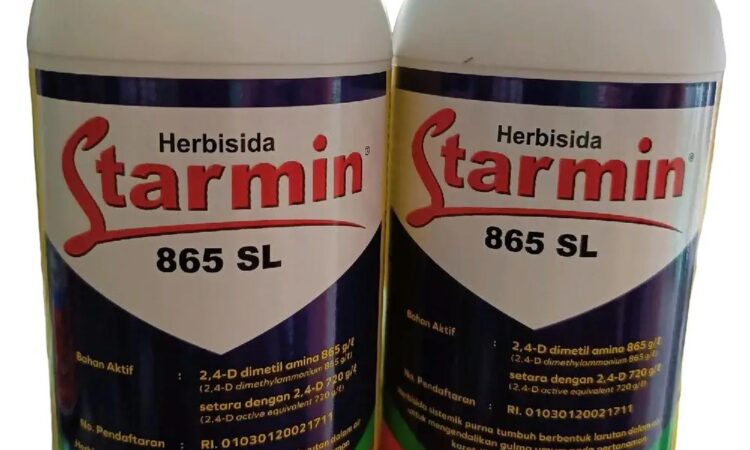 Herbisida
Starmin®
865 SL
Bahan Aktif : 2,4-D dimetil amina 865 g/ℓ
(2,4-D dimethylammonium 865 g/ℓ)
setara dengan 2,4-D 720 g/ℓ
(2,4-D active equivalent 720 g/ℓ)
No. Pendaftaran : RI. 01030120021711
Herbisida
Starmin®
865 SL
Bahan Aktif : 2,4-D dimetil amina 865 g/ℓ
(2,4-D dimethylammonium 865 g/ℓ)
setara dengan 2,4-D 720 g/ℓ
(2,4-D active equivalent 720 g/ℓ)
No. Pendaftaran : RI. 01030120021711
Herbisida sistemik purna tumbuh berbentuk larutan dalam air
untuk mengendalikan gulma umum pada pertanaman